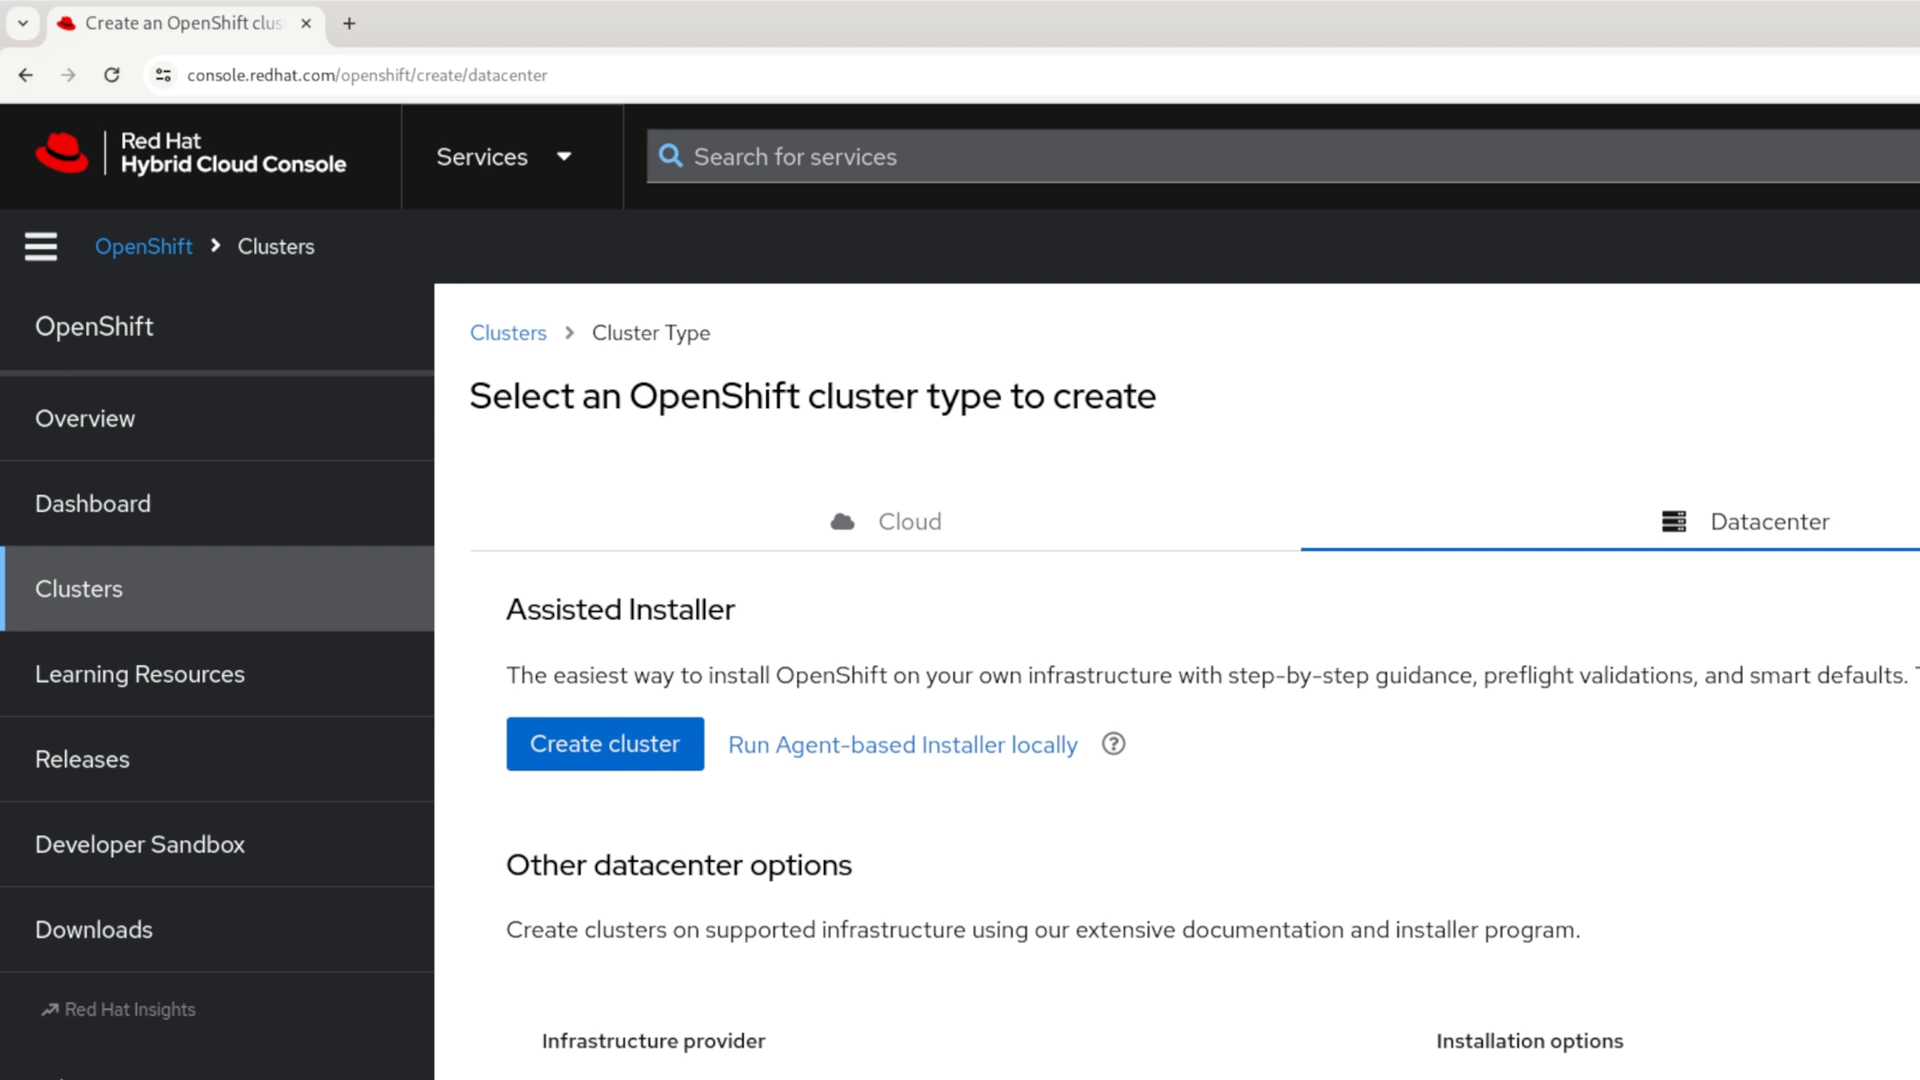 Create an OpenShift clus
console.redhat.com/openshift/create/datacenter
Red Hat
Hybrid Cloud Console
Services
Search for services
OpenShift > Clusters
OpenShift
Overview
Dashboard
Clusters
Learning Resources
Releases
Developer Sandbox
Downloads
Red Hat Insights
Clusters > Cluster Type
Select an OpenShift cluster type to create
Cloud
Datacenter
Assisted Installer
The easiest way to install OpenShift on your own infrastructure with step-by-step guidance, preflight validations, and smart defaults.
Create cluster
Run Agent-based Installer locally
Other datacenter options
Create clusters on supported infrastructure using our extensive documentation and installer program.
Infrastructure provider
Installation options